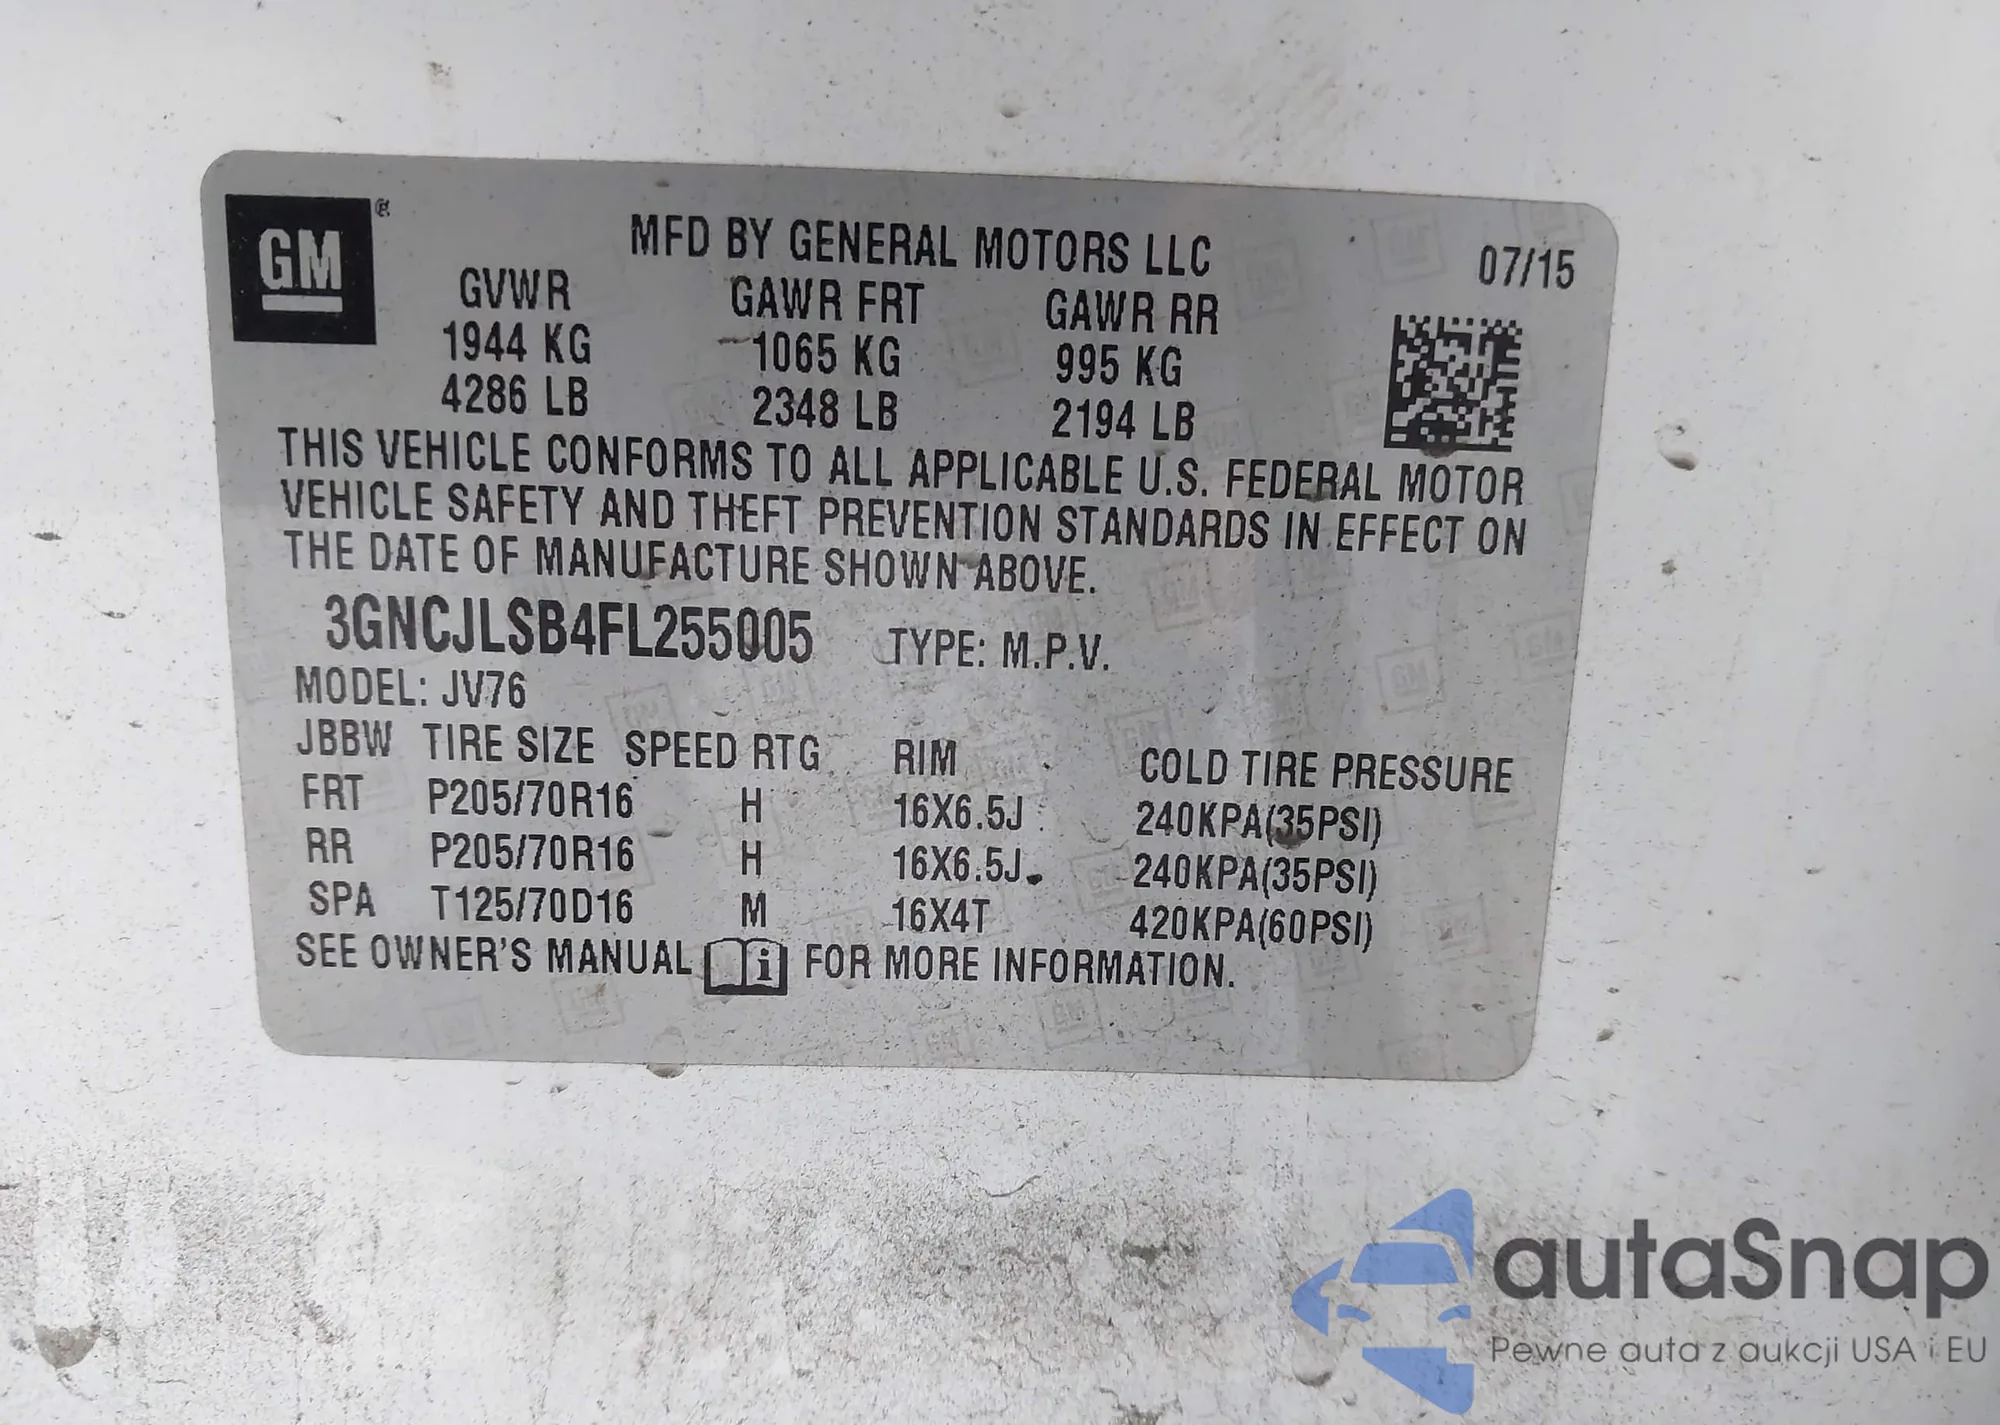 GM ®
MFD BY GENERAL MOTORS LLC 07/15
GVWR GAWR FRT GAWR RR
1944 KG 1065 KG 995 KG
4286 LB 2348 LB 2194 LB
THIS VEHICLE CONFORMS TO ALL APPLICABLE U.S. FEDERAL MOTOR
VEHICLE SAFETY AND THEFT PREVENTION STANDARDS IN EFFECT ON
THE DATE OF MANUFACTURE SHOWN ABOVE.
3GNCJLSB4FL255005 TYPE: M.P.V.
MODEL: JV76
JBBW TIRE SIZE SPEED RTG RIM COLD TIRE PRESSURE
FRT P205/70R16 H 16X6.5J 240KPA(35PSI)
RR P205/70R16 H 16X6.5J 240KPA(35PSI)
SPA T125/70D16 M 16X4T 420KPA(60PSI)
SEE OWNER'S MANUAL i FOR MORE INFORMATION.
autaSnap
Pewne auta z aukcji USA i EU